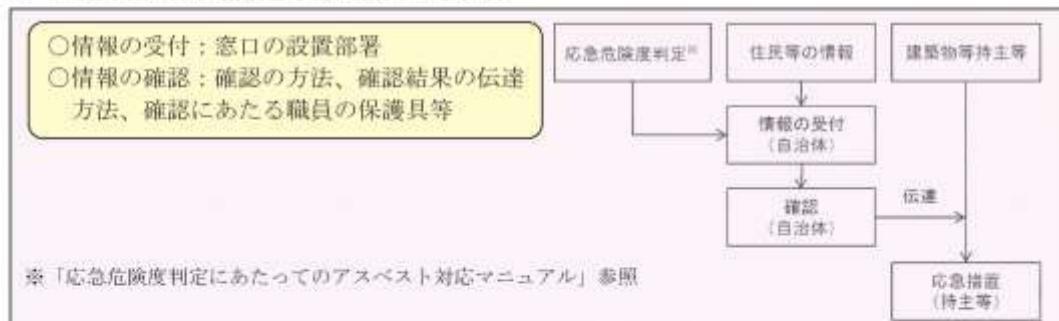 ○情報の受付：窓口の設置部署
○情報の確認：確認の方法、確認結果の伝達
方法、確認にあたる職員の保護具等
応急危険度判定※
住民等の情報
建築物等持主等
情報の受付
（自治体）
確認
（自治体）
伝達
応急措置
（持主等）
※「応急危険度判定にあたってのアスベスト対応マニュアル」参照